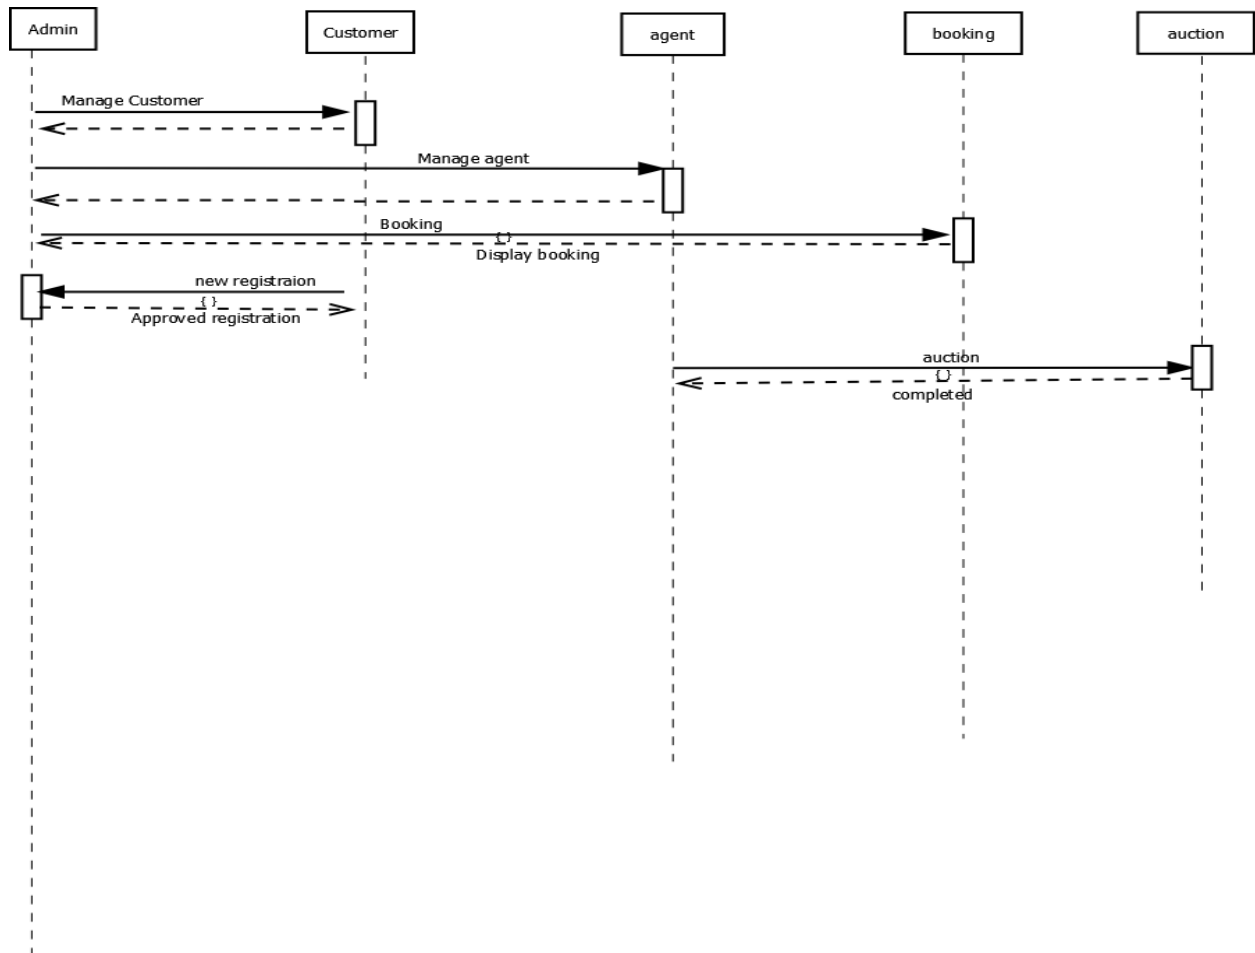 Admin
Customer
agent
booking
auction
Manage Customer
Manage agent
Booking
{ }
Display booking
new registraion
{ }
Approved registration
auction
{ }
completed